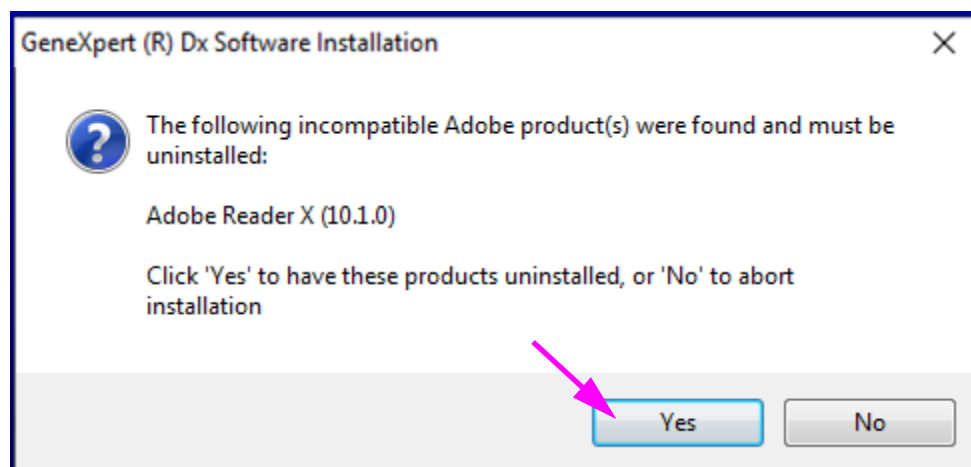 GeneXpert (R) Dx Software Installation
The following incompatible Adobe product(s) were found and must be
uninstalled:
Adobe Reader X (10.1.0)
Click 'Yes' to have these products uninstalled, or 'No' to abort
installation
Yes
No